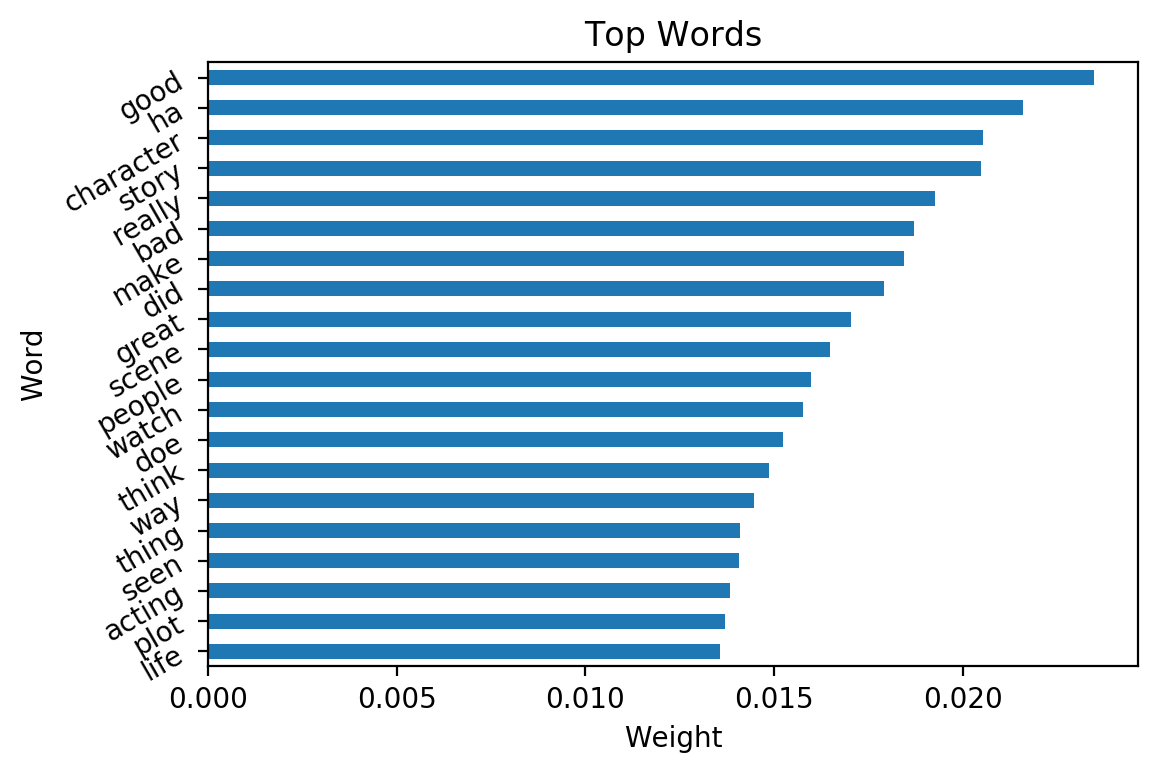 Top Words
good
ha
character
story
really
bad
make
did
great
scene
people
watch
doe
think
way
thing
seen
acting
plot
life
Word
0.000 0.005 0.010 0.015 0.020
Weight